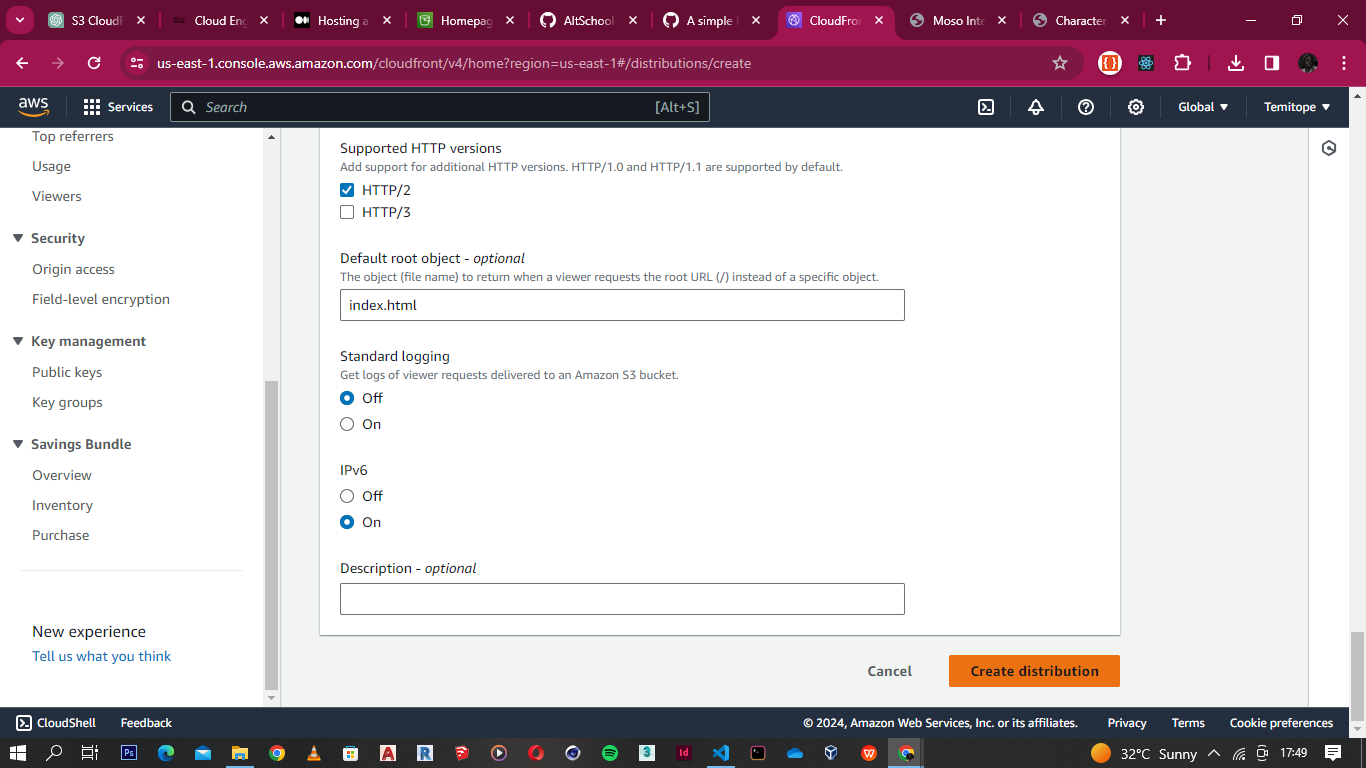 S3 CloudF
Cloud Eng
Hosting a
Homepag
AltSchool
A simple
CloudFron
Moso Inte
Character
us-east-1.console.aws.amazon.com/cloudfront/v4/home?region=us-east-1#/distributions/create
aws
Services
Search
[Alt+S]
Global
Temitope
Top referrers
Usage
Viewers
Security
Origin access
Field-level encryption
Key management
Public keys
Key groups
Savings Bundle
Overview
Inventory
Purchase
New experience
Tell us what you think
Supported HTTP versions
Add support for additional HTTP versions. HTTP/1.0 and HTTP/1.1 are supported by default.
HTTP/2
HTTP/3
Default root object - optional
The object (file name) to return when a viewer requests the root URL (/) instead of a specific object.
index.html
Standard logging
Get logs of viewer requests delivered to an Amazon S3 bucket.
Off
On
IPv6
Off
On
Description - optional
Cancel
Create distribution
CloudShell
Feedback
© 2024, Amazon Web Services, Inc. or its affiliates.
Privacy
Terms
Cookie preferences
32°C Sunny
17:49